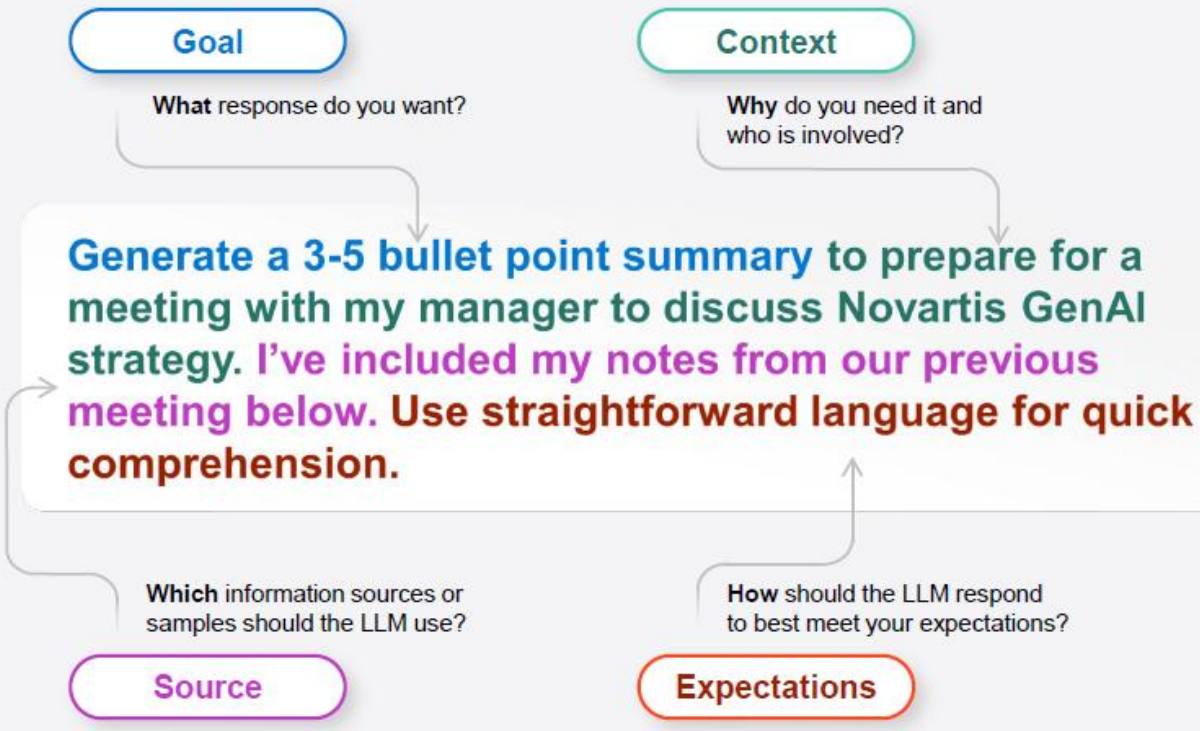 Goal
What response do you want?
Context
Why do you need it and
who is involved?
Generate a 3-5 bullet point summary to prepare for a
meeting with my manager to discuss Novartis GenAI
strategy. I’ve included my notes from our previous
meeting below. Use straightforward language for quick
comprehension.
Which information sources or
samples should the LLM use?
Source
How should the LLM respond
to best meet your expectations?
Expectations